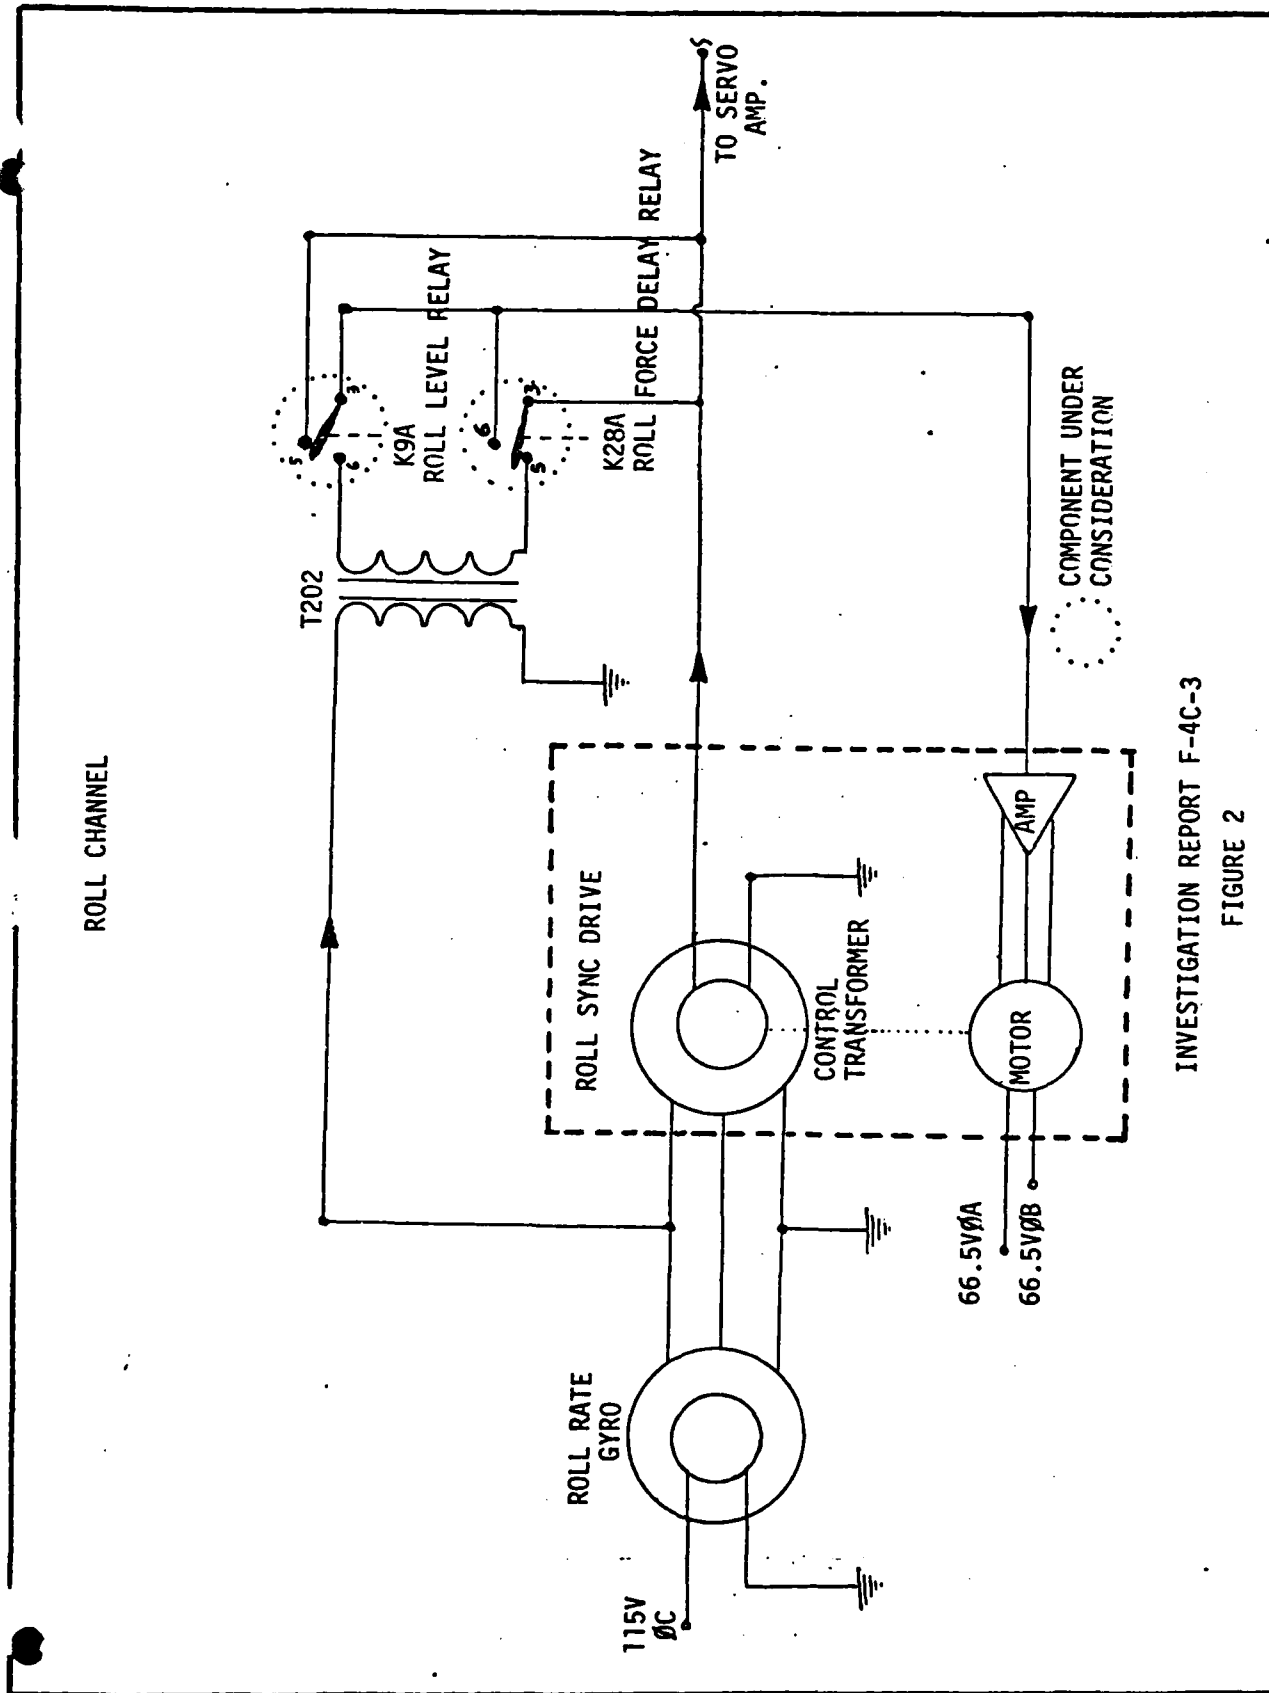 ROLL CHANNEL
T202
5
3
6
K9A
ROLL LEVEL RELAY
6
3
5
K28A
ROLL FORCE DELAY RELAY
TO SERVO
AMP.
ROLL SYNC DRIVE
ROLL RATE
GYRO
115V
ØC
CONTROL
TRANSFORMER
AMP
MOTOR
66.5VØA
66.5VØB
COMPONENT UNDER
CONSIDERATION
INVESTIGATION REPORT F-4C-3
FIGURE 2